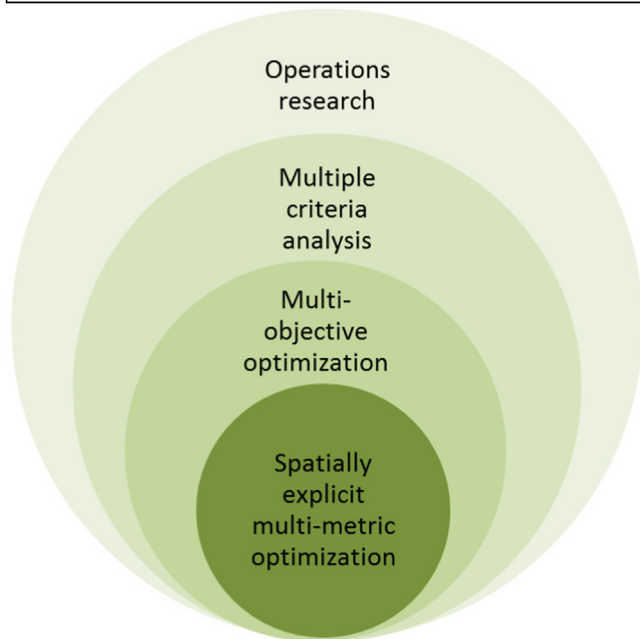 Operations
research
Multiple
criteria
analysis
Multi-
objective
optimization
Spatially
explicit
multi-metric
optimization